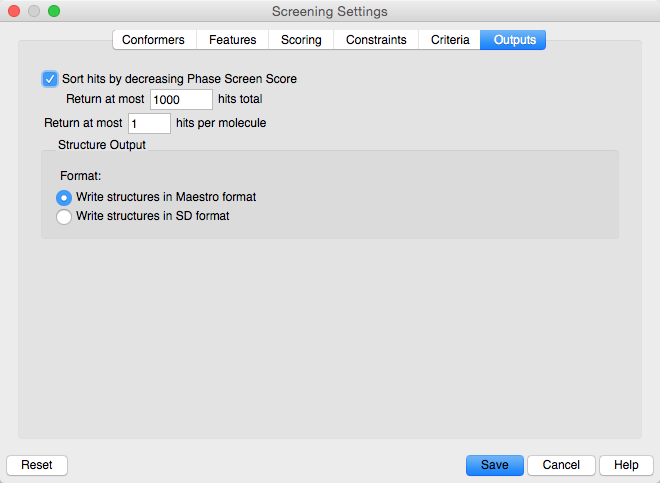 Screening Settings
Conformers Features Scoring Constraints Criteria Outputs
Sort hits by decreasing Phase Screen Score
Return at most 1000 hits total
Return at most 1 hits per molecule
Structure Output
Format:
Write structures in Maestro format
Write structures in SD format
Reset Save Cancel Help